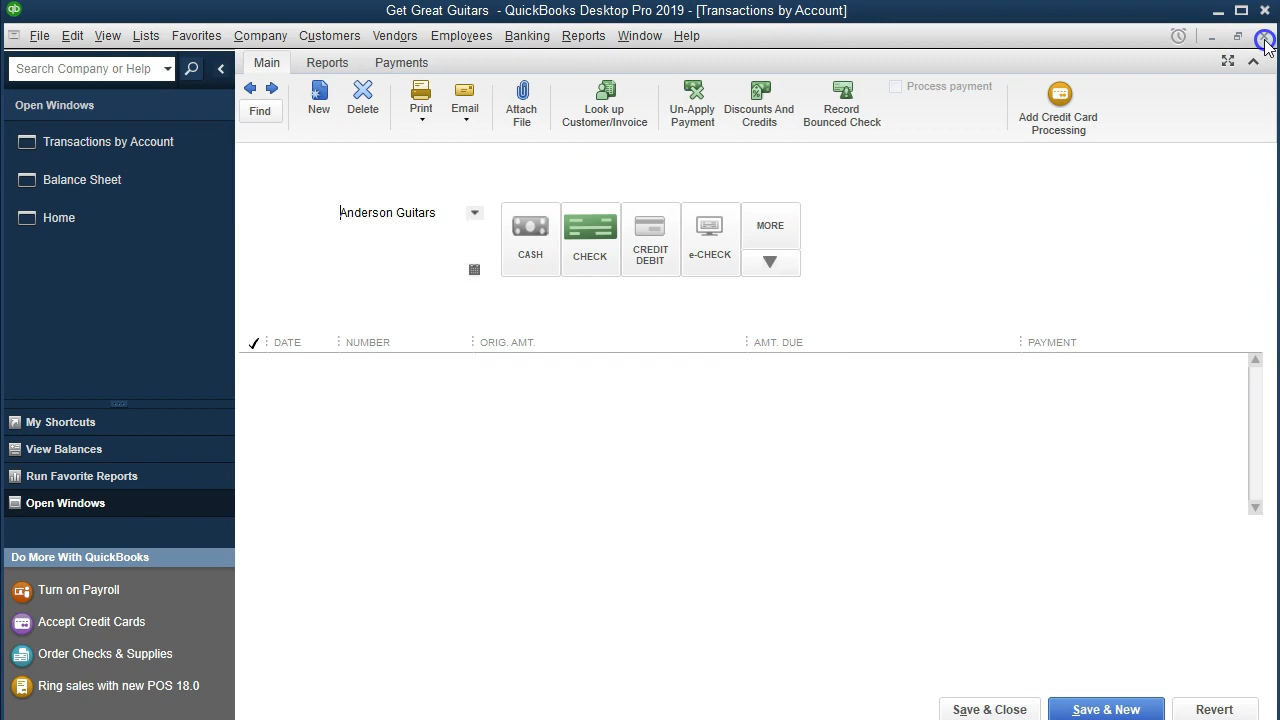 qb
Get Great Guitars - QuickBooks Desktop Pro 2019 - [Transactions by Account]
File Edit View Lists Favorites Company Customers Vendors Employees Banking Reports Window Help
Search Company or Help
Main Reports Payments
Open Windows
Find
New
Delete
Print
Email
Attach
File
Look up
Customer/Invoice
Un-Apply
Payment
Discounts And
Credits
Record
Bounced Check
Process payment
Add Credit Card
Processing
Transactions by Account
Balance Sheet
Home
Anderson Guitars
CASH
CHECK
CREDIT
DEBIT
e-CHECK
MORE
DATE NUMBER ORIG. AMT. AMT. DUE PAYMENT
My Shortcuts
View Balances
Run Favorite Reports
Open Windows
Do More With QuickBooks
Turn on Payroll
Accept Credit Cards
Order Checks & Supplies
Ring sales with new POS 18.0
Save & Close Save & New Revert